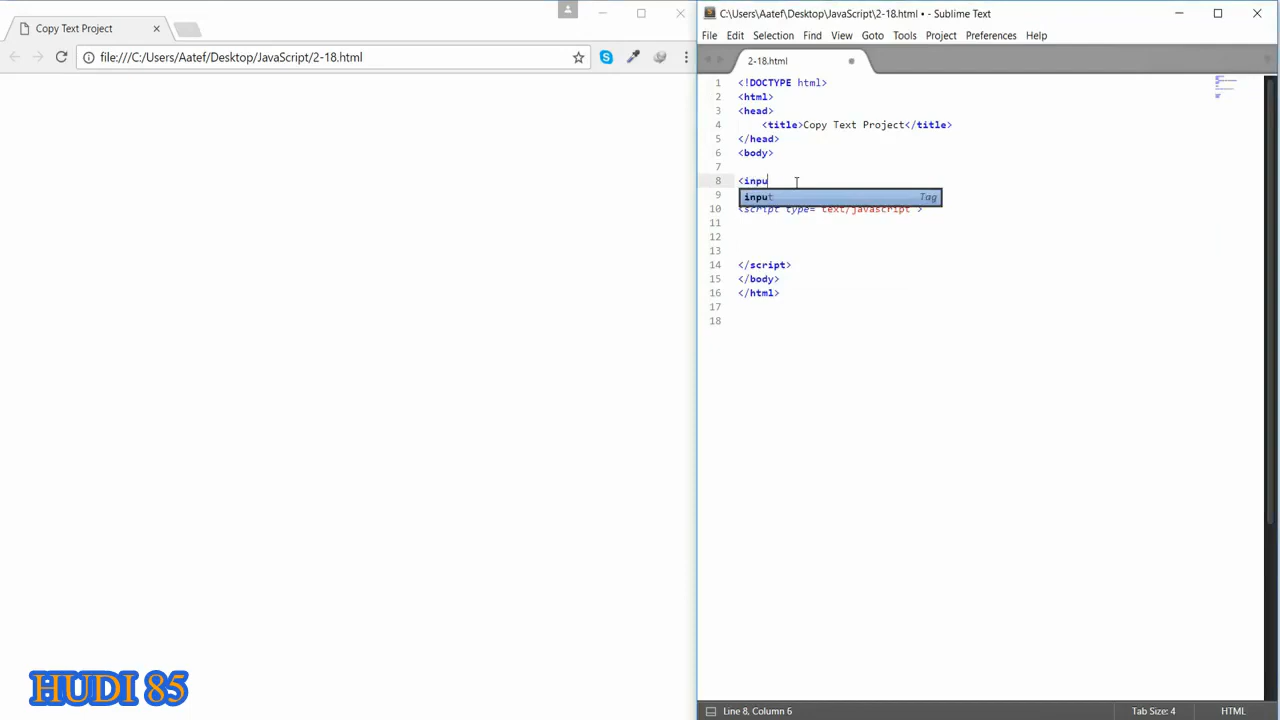 Copy Text Project
file:///C:/Users/Aatef/Desktop/JavaScript/2-18.html
C:\Users\Aatef\Desktop\JavaScript\2-18.html • - Sublime Text
File Edit Selection Find View Goto Tools Project Preferences Help
2-18.html
1 <!DOCTYPE html>
2 <html>
3 <head>
4 <title>Copy Text Project</title>
5 </head>
6 <body>
7
8 <inpu
9 input Tag
10 <script type="text/javascript">
11
12
13
14 </script>
15 </body>
16 </html>
17
18
HUDI 85
Line 8, Column 6
Tab Size: 4
HTML